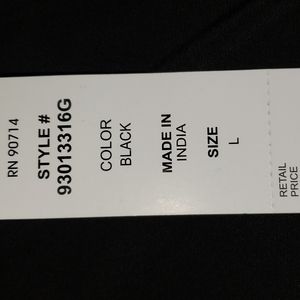 RN 90714
STYLE #
93013316G
COLOR
BLACK
MADE IN
INDIA
SIZE
L
RETAIL
PRICE